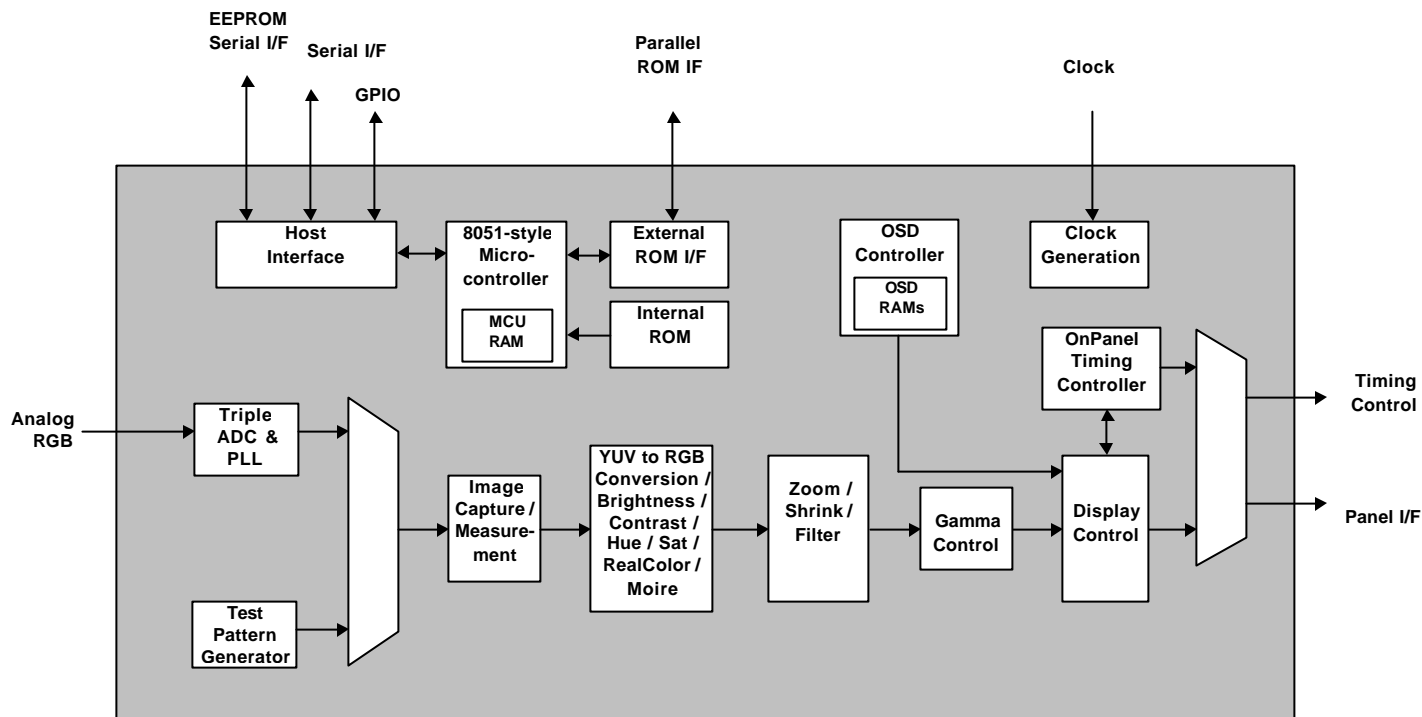 EEPROM
Serial I/F
Serial I/F
GPIO
Parallel
ROM IF
Clock
Host
Interface
8051-style
Micro-
controller
MCU
RAM
External
ROM I/F
Internal
ROM
OSD
Controller
OSD
RAMs
Clock
Generation
OnPanel
Timing
Controller
Timing
Control
Analog
RGB
Triple
ADC &
PLL
Image
Capture /
Measure-
ment
YUV to RGB
Conversion /
Brightness /
Contrast /
Hue / Sat /
RealColor /
Moire
Zoom /
Shrink /
Filter
Gamma
Control
Display
Control
Panel I/F
Test
Pattern
Generator